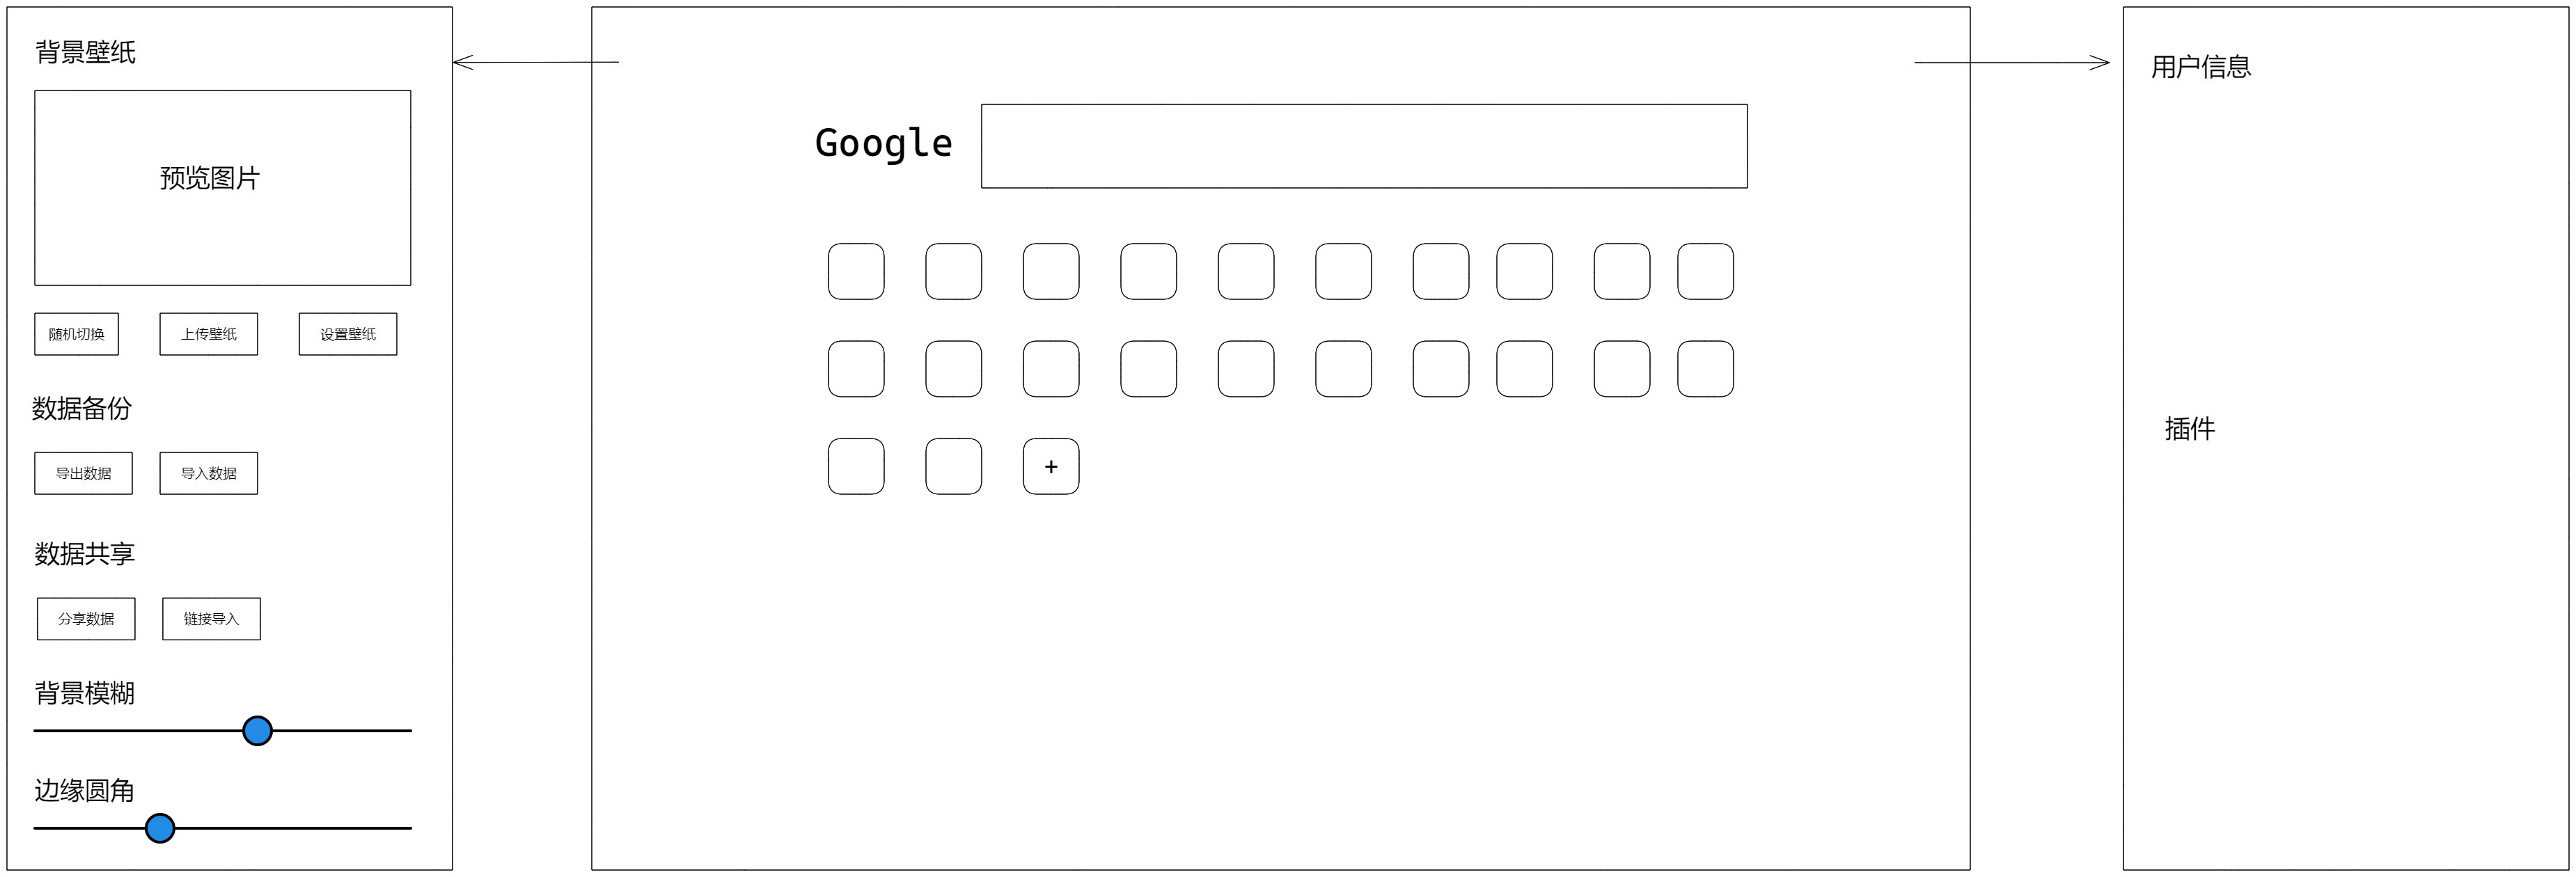 背景壁纸
预览图片
随机切换
上传壁纸
设置壁纸
数据备份
导出数据
导入数据
数据共享
分享数据
链接导入
背景模糊
边缘圆角
Google
+
用户信息
插件